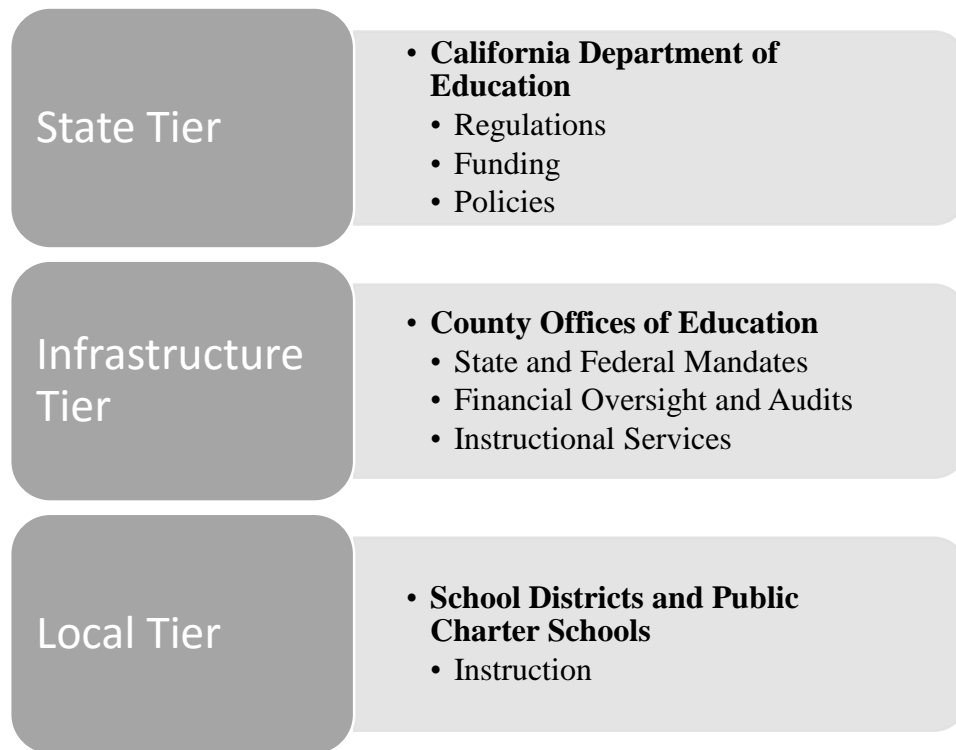 State Tier
• California Department of
Education
• Regulations
• Funding
• Policies
Infrastructure
Tier
• County Offices of Education
• State and Federal Mandates
• Financial Oversight and Audits
• Instructional Services
Local Tier
• School Districts and Public
Charter Schools
• Instruction